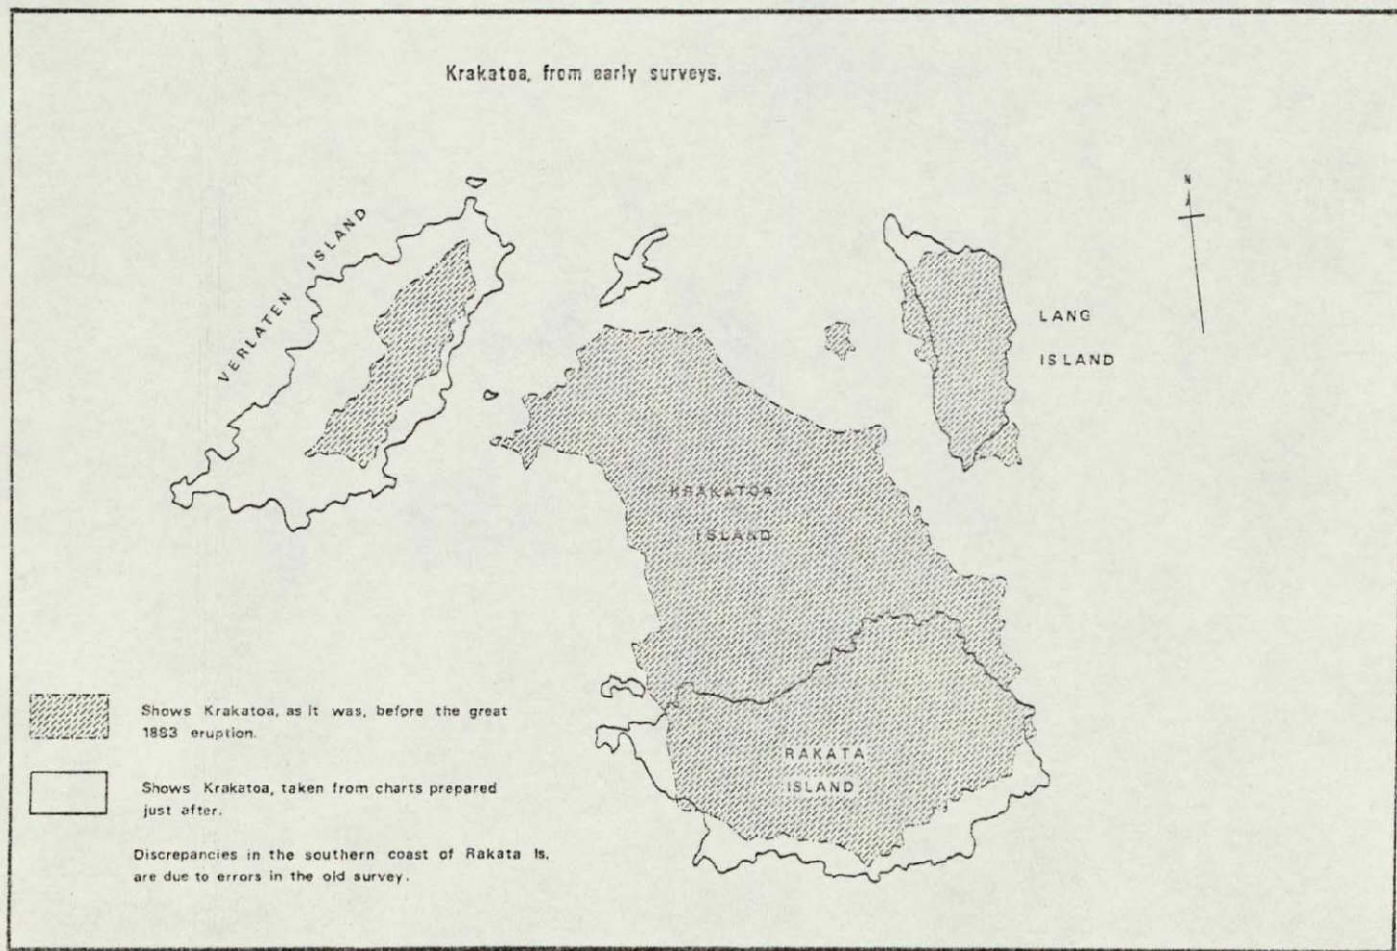 Krakatoa, from early surveys.
VERLATEN ISLAND
N
LANG
ISLAND
KRAKATOA
ISLAND
RAKATA
ISLAND
Shows Krakatoa, as it was, before the great
1883 eruption.
Shows Krakatoa, taken from charts prepared
just after.
Discrepancies in the southern coast of Rakata Is.
are due to errors in the old survey.